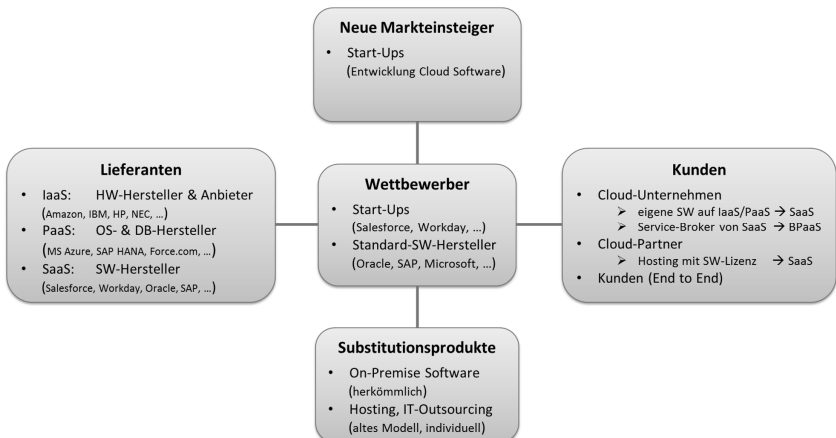 Neue Markteinsteiger
• Start-Ups
(Entwicklung Cloud Software)
Lieferanten
• IaaS: HW-Hersteller & Anbieter
(Amazon, IBM, HP, NEC, ...)
• PaaS: OS- & DB-Hersteller
(MS Azure, SAP HANA, Force.com, ...)
• SaaS: SW-Hersteller
(Salesforce, Workday, Oracle, SAP, ...)
Wettbewerber
• Start-Ups
(Salesforce, Workday, ...)
• Standard-SW-Hersteller
(Oracle, SAP, Microsoft, ...)
Kunden
• Cloud-Unternehmen
➢ eigene SW auf IaaS/PaaS → SaaS
➢ Service-Broker von SaaS → BPaaS
• Cloud-Partner
➢ Hosting mit SW-Lizenz → SaaS
• Kunden (End to End)
Substitutionsprodukte
• On-Premise Software
(herkömmlich)
• Hosting, IT-Outsourcing
(altes Modell, individuell)